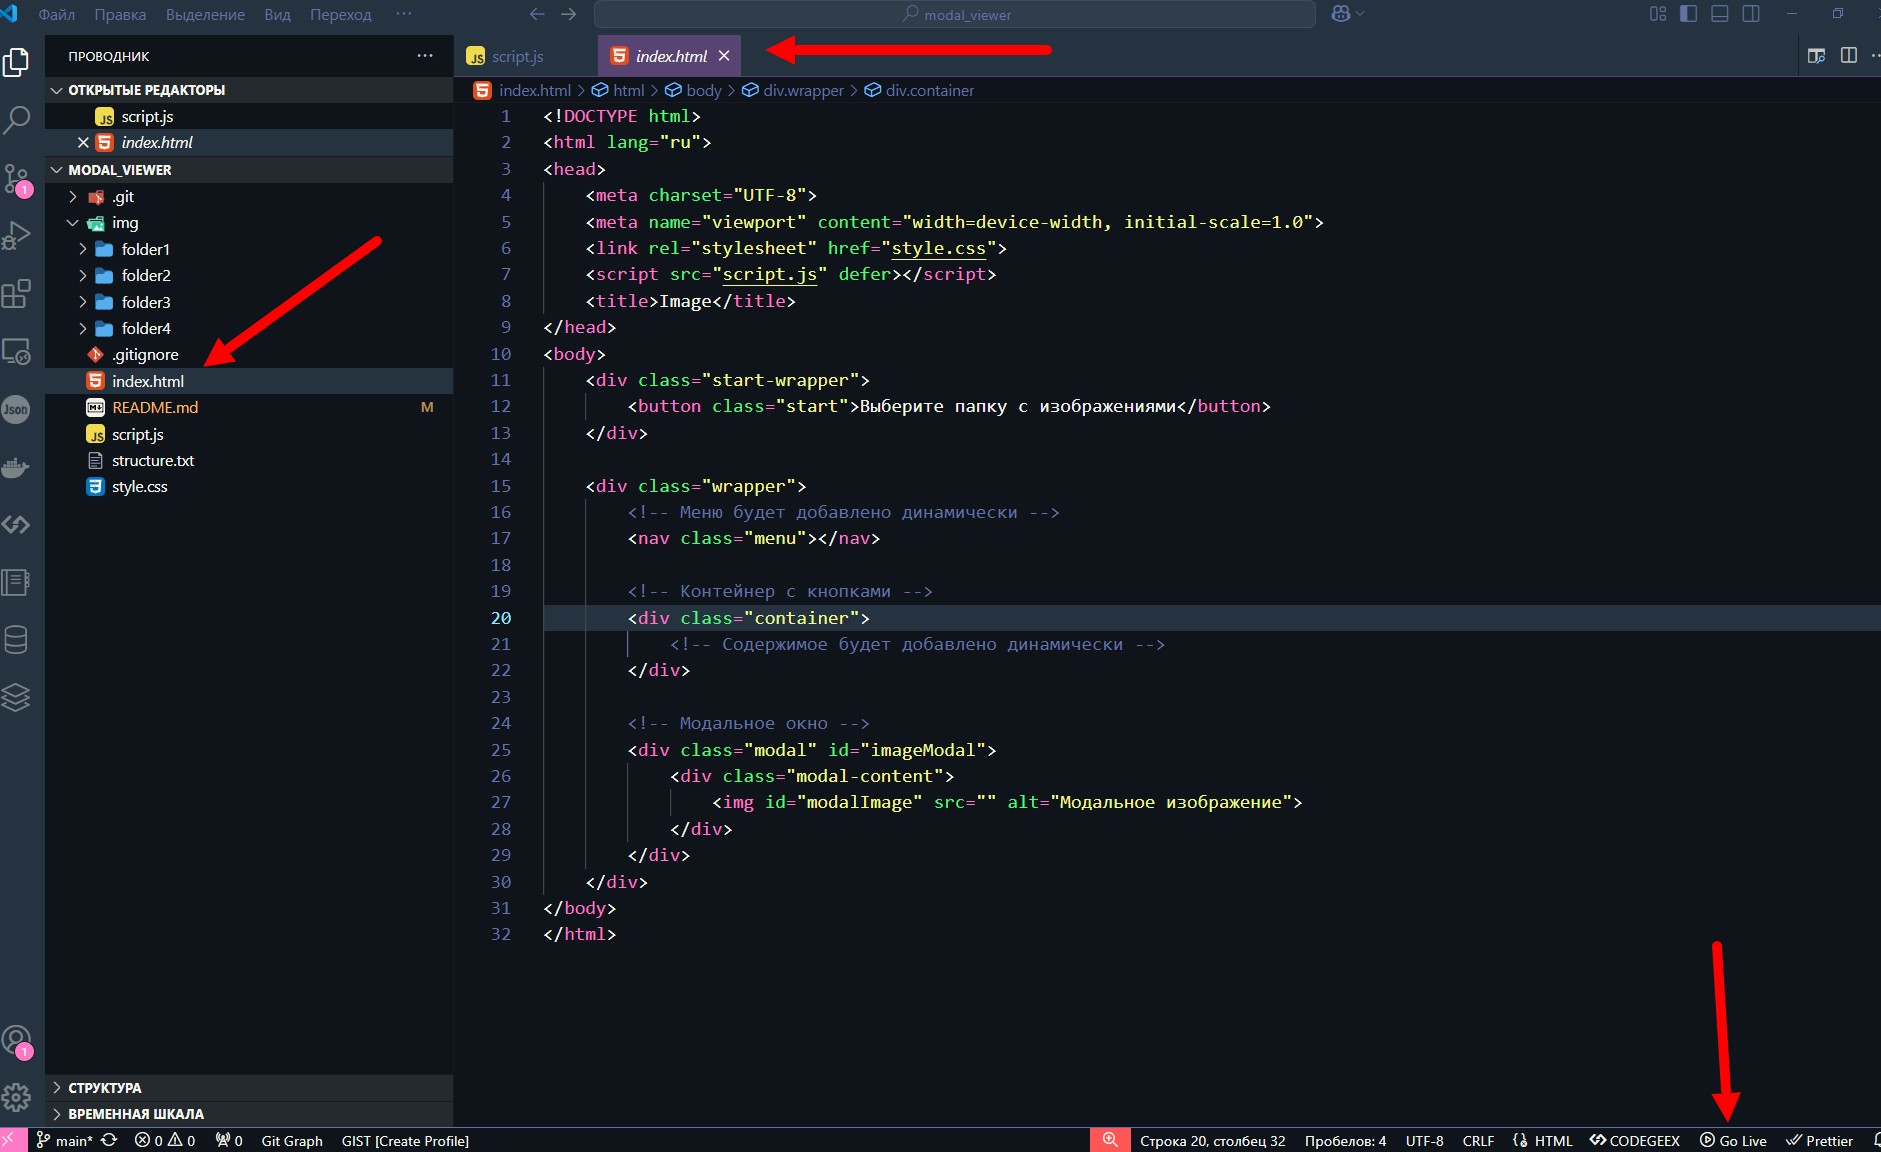 Файл Правка Выделение Вид Переход ··· modal_viewer
ПРОВОДНИК ···
ОТКРЫТЫЕ РЕДАКТОРЫ
JS script.js
index.html
MODAL_VIEWER
.git
img
folder1
folder2
folder3
folder4
.gitignore
index.html
README.md M
JS script.js
structure.txt
style.css
СТРУКТУРА
ВРЕМЕННАЯ ШКАЛА
1
Json
1
JS script.js index.html
index.html > html > body > div.wrapper > div.container
1 <!DOCTYPE html>
2 <html lang="ru">
3 <head>
4 <meta charset="UTF-8">
5 <meta name="viewport" content="width=device-width, initial-scale=1.0">
6 <link rel="stylesheet" href="style.css">
7 <script src="script.js" defer></script>
8 <title>Image</title>
9 </head>
10 <body>
11 <div class="start-wrapper">
12 <button class="start">Выберите папку с изображениями</button>
13 </div>
14
15 <div class="wrapper">
16 <!-- Меню будет добавлено динамически -->
17 <nav class="menu"></nav>
18
19 <!-- Контейнер с кнопками -->
20 <div class="container">
21 <!-- Содержимое будет добавлено динамически -->
22 </div>
23
24 <!-- Модальное окно -->
25 <div class="modal" id="imageModal">
26 <div class="modal-content">
27 <img id="modalImage" src="" alt="Модальное изображение">
28 </div>
29 </div>
30 </div>
31 </body>
32 </html>
main* 0 0 0 Git Graph GIST [Create Profile] Строка 20, столбец 32 Пробелов: 4 UTF-8 CRLF HTML CODEGEEX Go Live Prettier